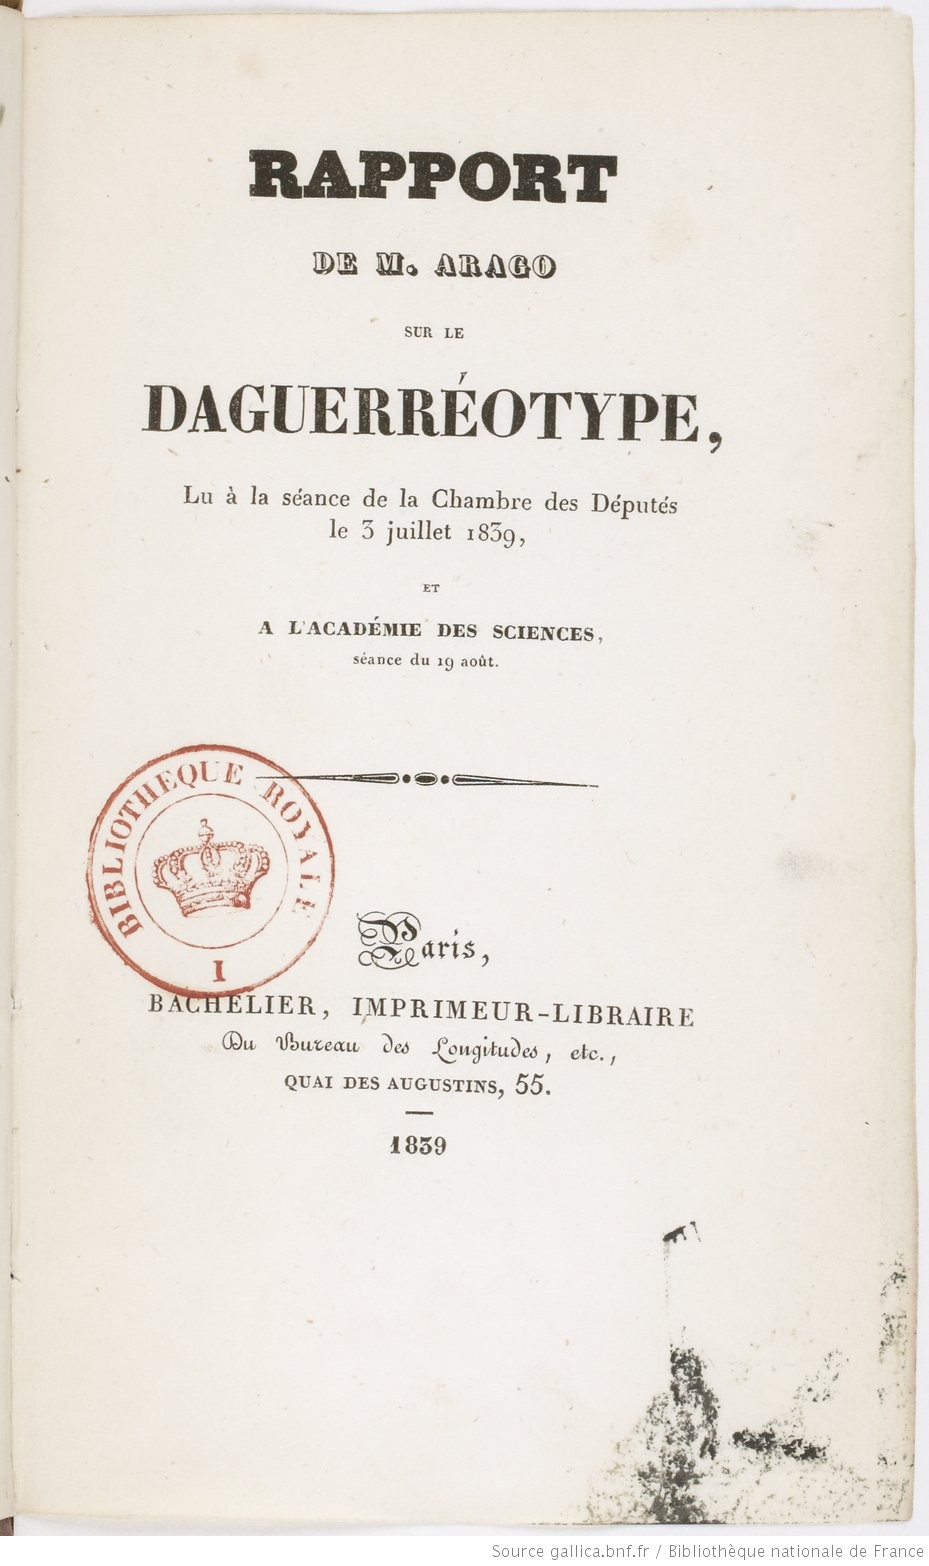 RAPPORT
DE M. ARAGO
SUR LE
DAGUERRÉOTYPE,
Lu à la séance de la Chambre des Députés
le 3 juillet 1839,
ET
A L'ACADÉMIE DES SCIENCES,
séance du 19 août.
BIBLIOTHEQUE ROYALE
I
Paris,
BACHELIER, IMPRIMEUR-LIBRAIRE
Du Bureau des Longitudes, etc.,
QUAI DES AUGUSTINS, 55.
1839
Source gallica.bnf.fr / Bibliothèque nationale de France